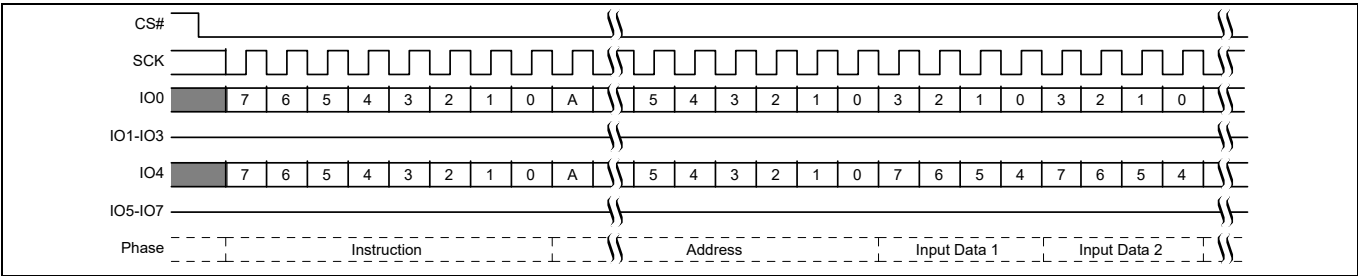 CS#
SCK
IO0 7 6 5 4 3 2 1 0 A 5 4 3 2 1 0 3 2 1 0 3 2 1 0
IO1-IO3
IO4 7 6 5 4 3 2 1 0 A 5 4 3 2 1 0 7 6 5 4 7 6 5 4
IO5-IO7
Phase Instruction Address Input Data 1 Input Data 2